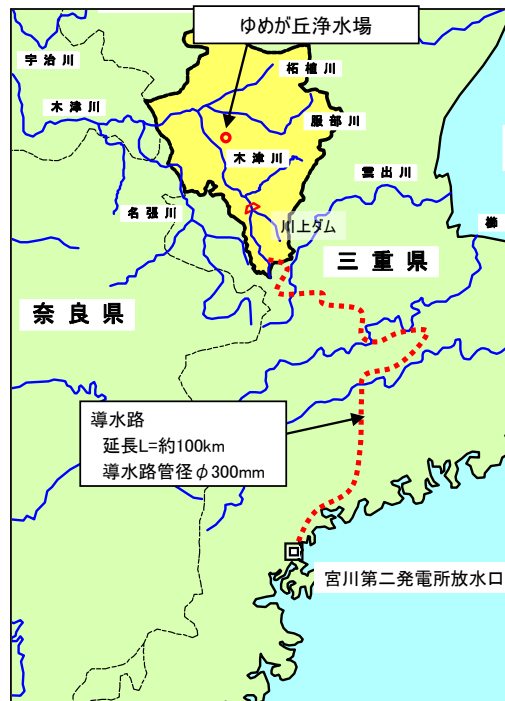 ゆめが丘浄水場
宇治川
柘植川
木津川
服部川
木津川
雲出川
名張川
川上ダム
櫛
三重県
奈良県
導水路
延長L=約100km
導水路管径φ300mm
宮川第二発電所放水口